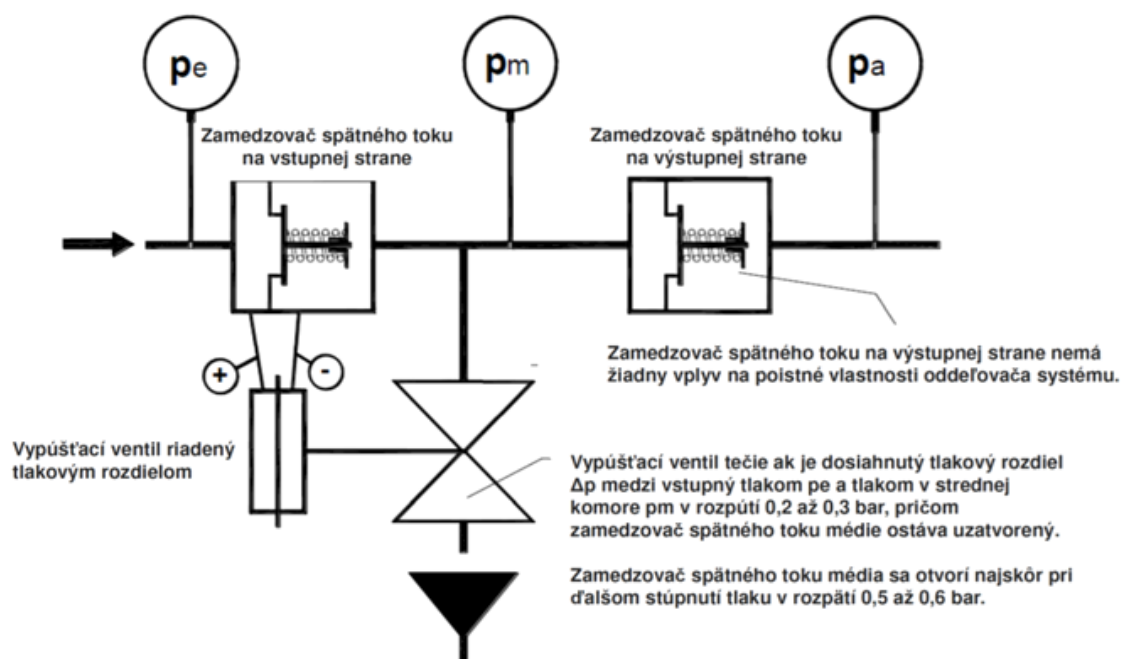 pe
pm
pa
Zamedzovač spätného toku
na vstupnej strane
Zamedzovač spätného toku
na výstupnej strane
+
-
Zamedzovač spätného toku na výstupnej strane nemá
žiadny vplyv na poistné vlastnosti oddeľovača systému.
Vypúšťací ventil riadený
tlakovým rozdielom
Vypúšťací ventil tečie ak je dosiahnutý tlakový rozdiel
Δp medzi vstupný tlakom pe a tlakom v strednej
komore pm v rozpútí 0,2 až 0,3 bar, pričom
zamedzovač spätného toku médie ostáva uzatvorený.
Zamedzovač spätného toku média sa otvorí najskôr pri
ďalšom stúpnutí tlaku v rozpätí 0,5 až 0,6 bar.